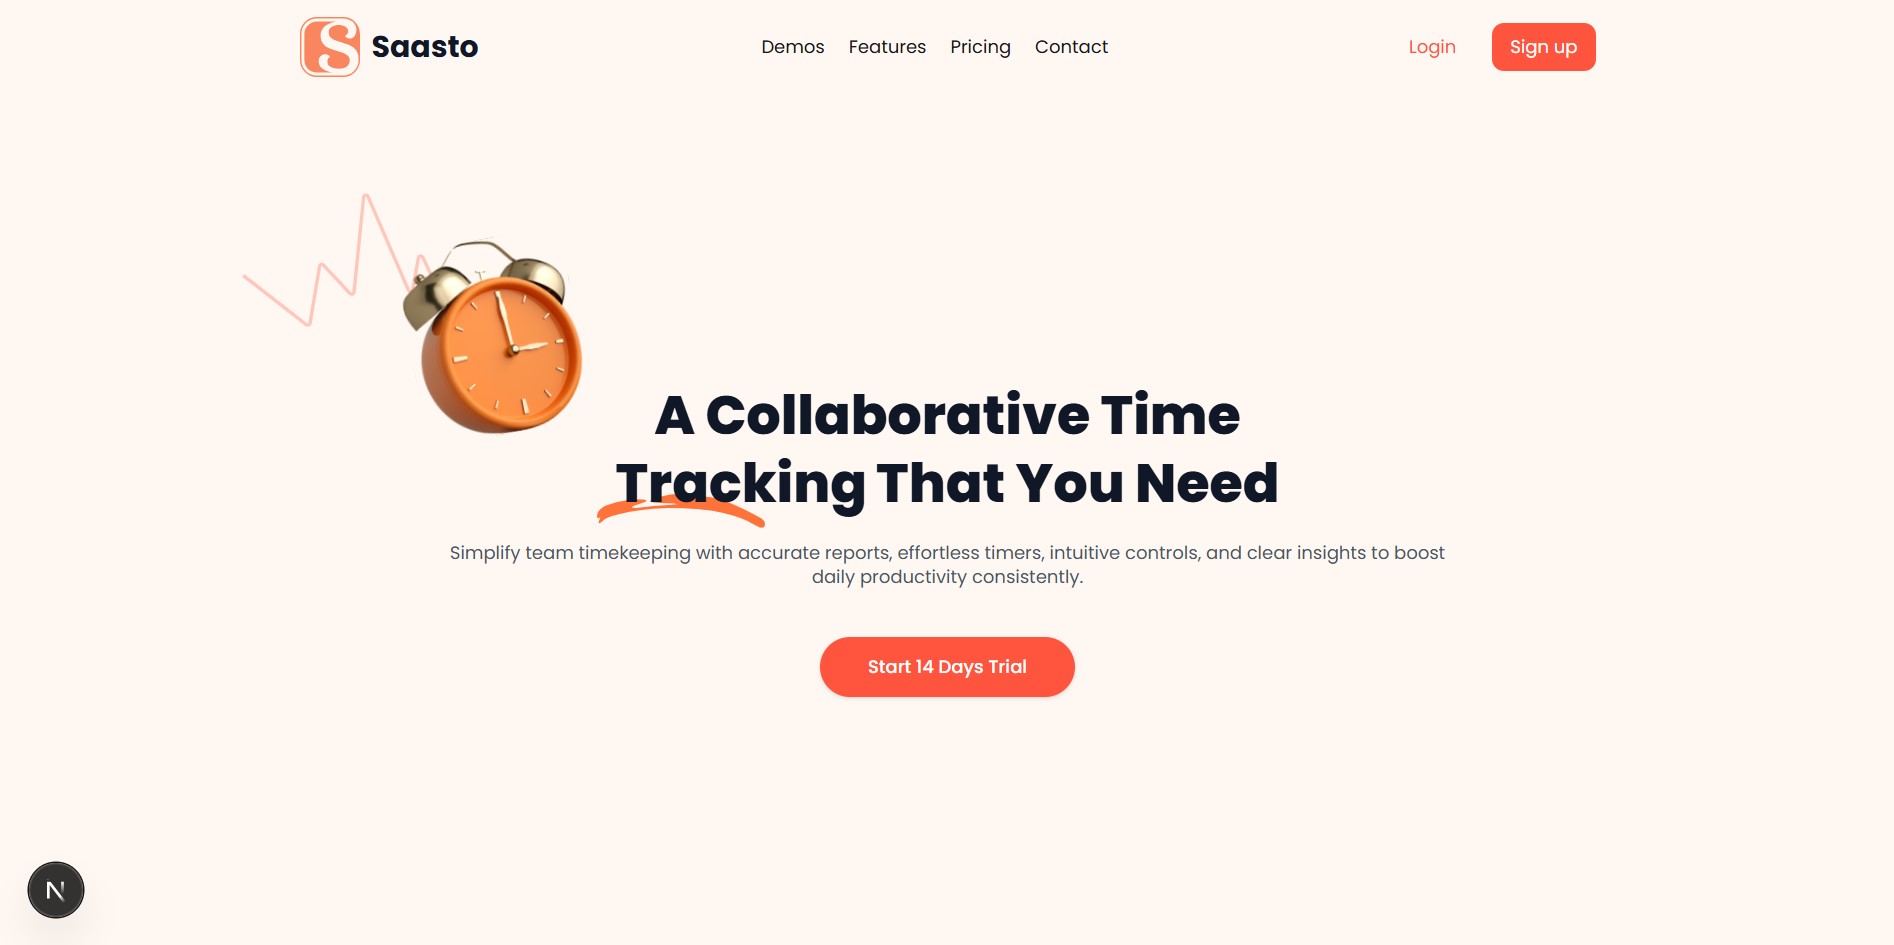 Saasto
Demos Features Pricing Contact
Login
Sign up
A Collaborative Time
Tracking That You Need
Simplify team timekeeping with accurate reports, effortless timers, intuitive controls, and clear insights to boost
daily productivity consistently.
Start 14 Days Trial
N